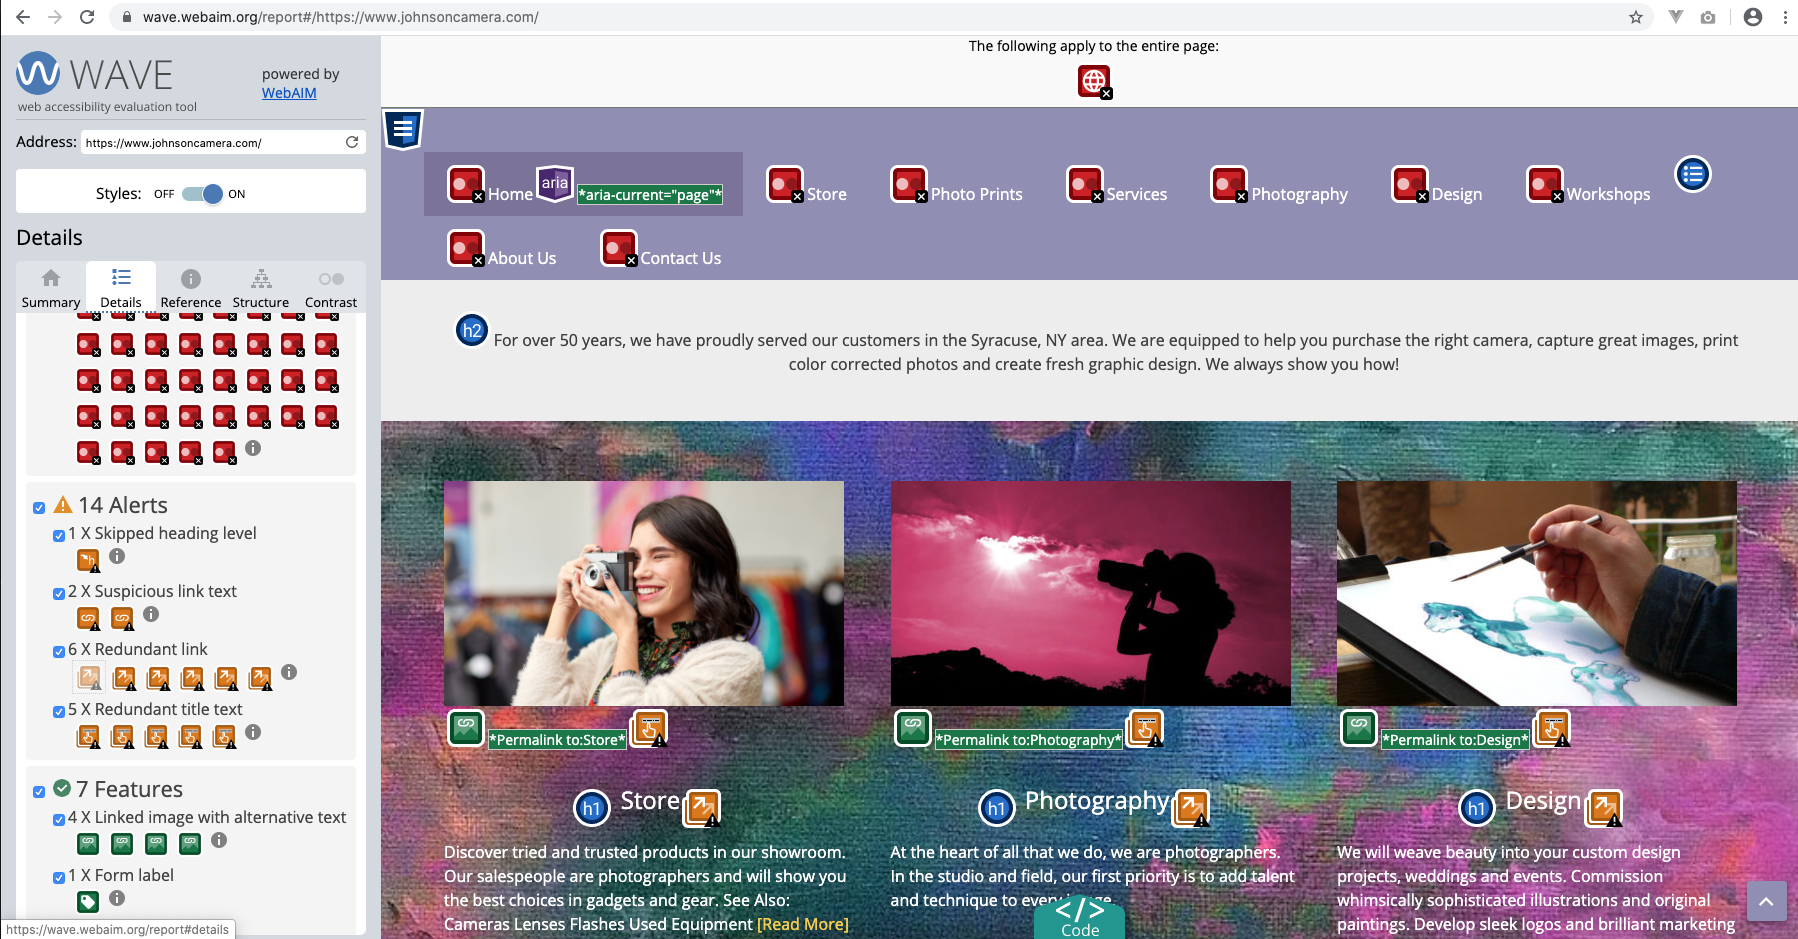 wave.webaim.org/report#/https://www.johnsoncamera.com/
WAVE
web accessibility evaluation tool
powered by
WebAIM
Address: https://www.johnsoncamera.com/
Styles: OFF ON
Details
Summary Details Reference Structure Contrast
14 Alerts
1 X Skipped heading level
2 X Suspicious link text
6 X Redundant link
5 X Redundant title text
7 Features
4 X Linked image with alternative text
1 X Form label
https://wave.webaim.org/report#details
The following apply to the entire page:
Home aria *aria-current="page"* Store Photo Prints Services Photography Design Workshops
About Us Contact Us
h2 For over 50 years, we have proudly served our customers in the Syracuse, NY area. We are equipped to help you purchase the right camera, capture great images, print
color corrected photos and create fresh graphic design. We always show you how!
*Permalink to:Store*
h1 Store
Discover tried and trusted products in our showroom.
Our salespeople are photographers and will show you
the best choices in gadgets and gear. See Also:
Cameras Lenses Flashes Used Equipment [Read More]
*Permalink to:Photography*
h1 Photography
At the heart of all that we do, we are photographers.
In the studio and field, our first priority is to add talent
and technique to every image.
</>
Code
*Permalink to:Design*
h1 Design
We will weave beauty into your custom design
projects, weddings and events. Commission
whimsically sophisticated illustrations and original
paintings. Develop sleek logos and brilliant marketing